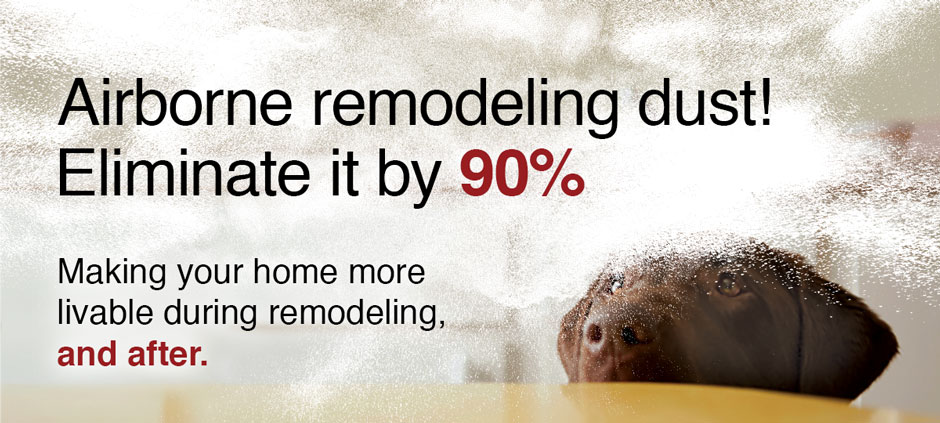 Airborne remodeling dust!
Eliminate it by 90%
Making your home more
livable during remodeling,
and after.